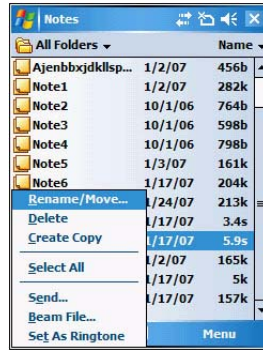 Notes
All Folders Name
Ajenbbxjdkllsp... 1/2/07 456b
Note1 1/2/07 282k
Note2 10/1/06 764b
Note3 10/1/06 598b
Note4 10/1/06 798b
Note5 1/3/07 161k
Note6 1/17/07 204k
Rename/Move... 1/24/07 213k
Delete 1/17/07 3.4s
Create Copy 1/17/07 5.9s
1/2/07 165k
Select All 1/17/07 5k
Send... 1/17/07 157k
Beam File...
Set As Ringtone Menu